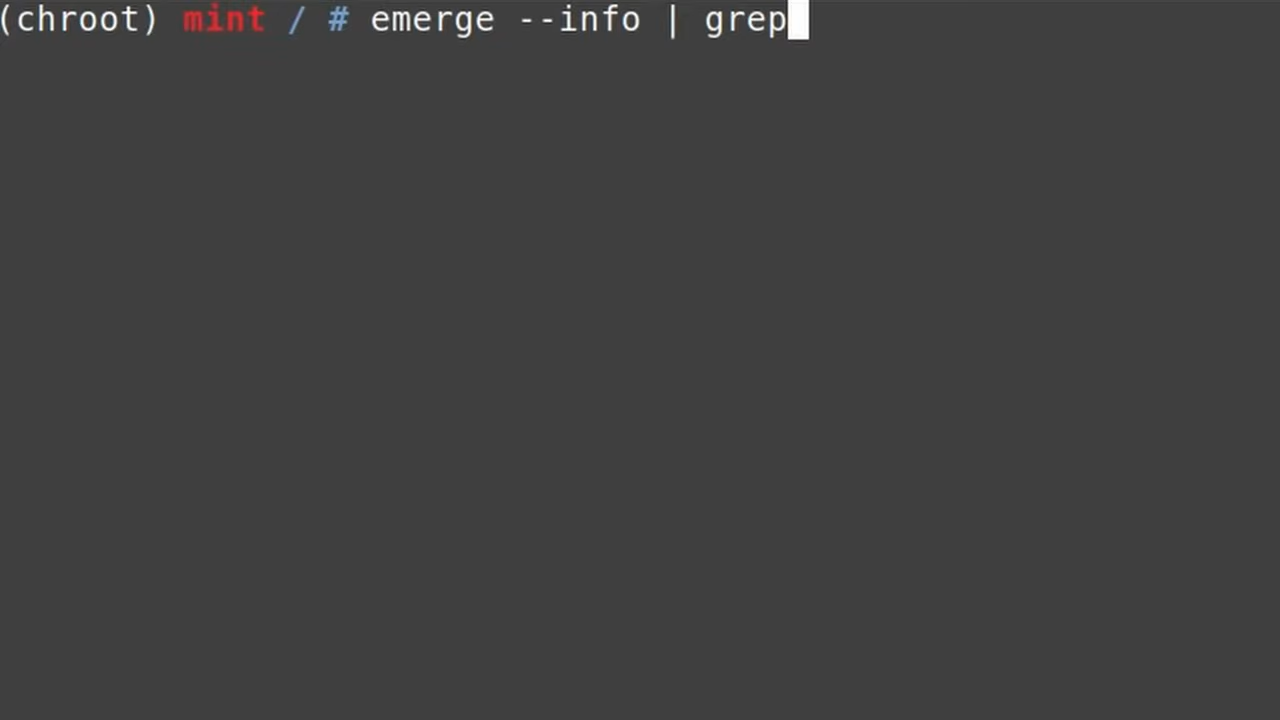 (chroot) mint / # emerge --info | grep